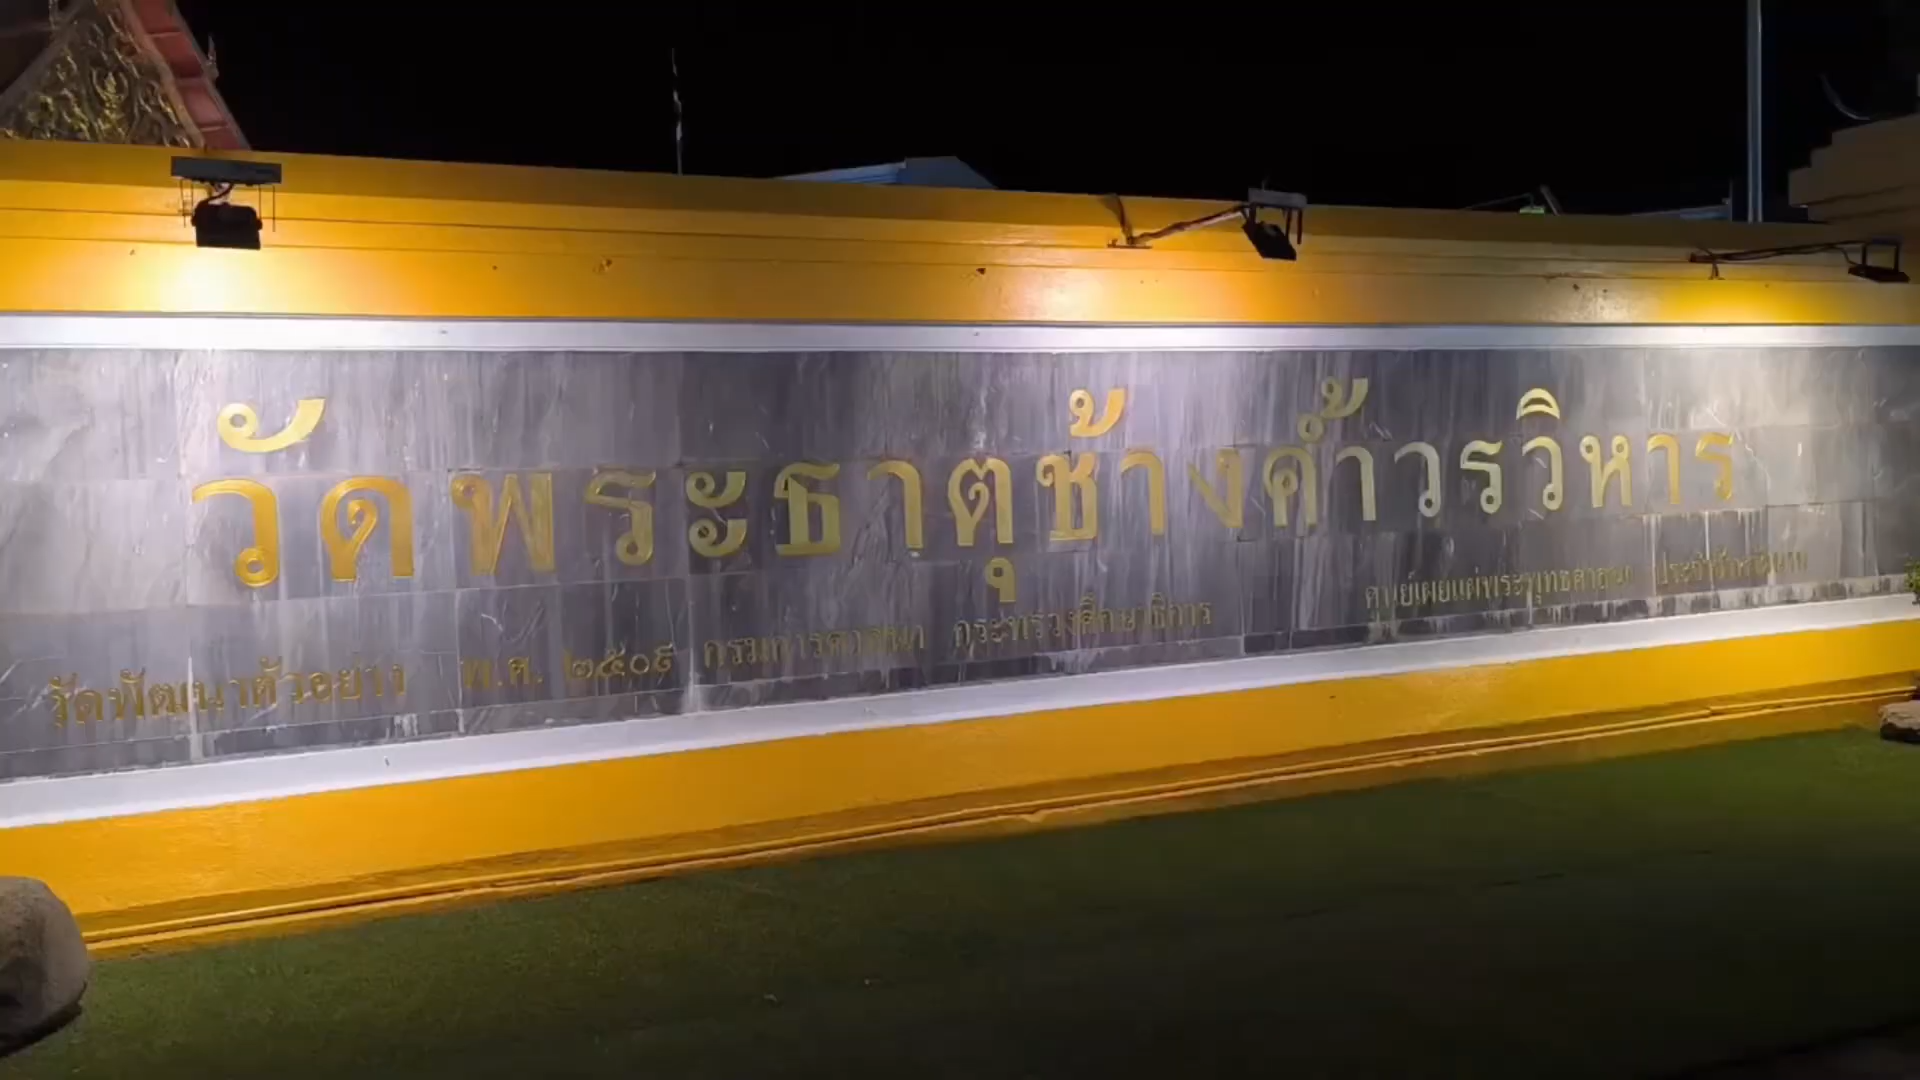 วัดพระธาตุช้างค้ำวรวิหาร
วัดพัฒนาตัวอย่าง พ.ศ. ๒๕๐๙ กรมการศาสนา กระทรวงศึกษาธิการ
ศูนย์เผยแผ่พระพุทธศาสนา ประจำจังหวัดน่าน